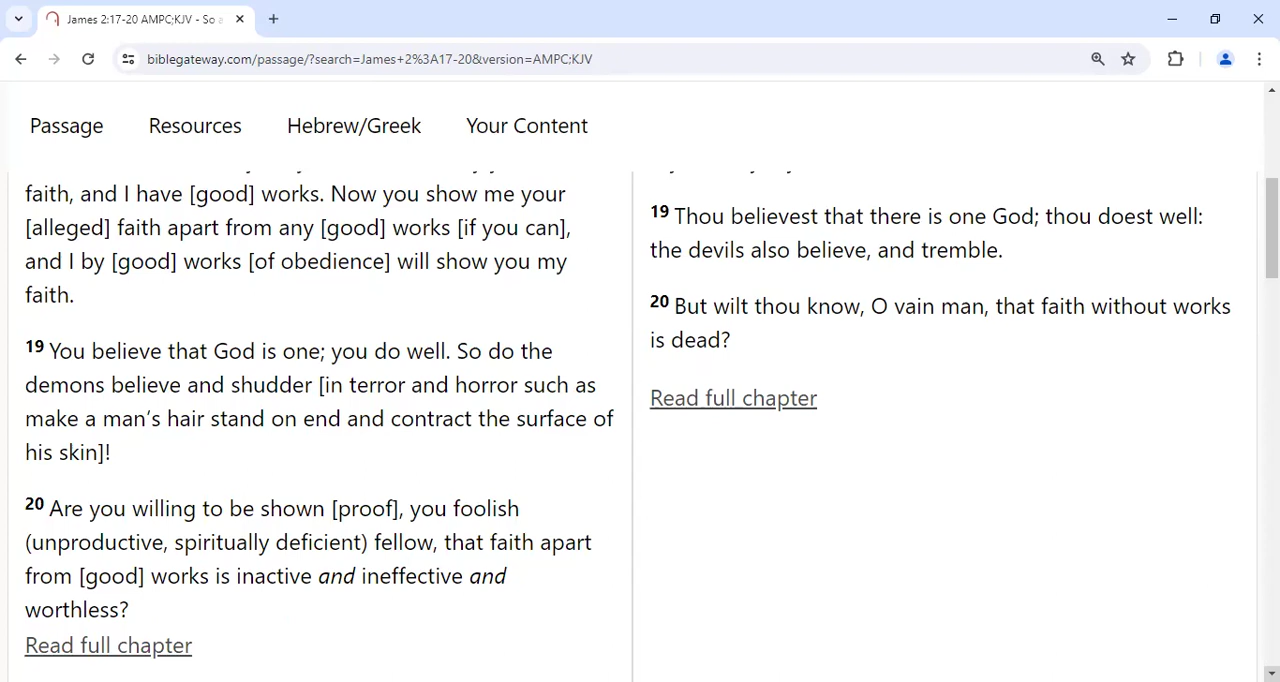 James 2:17-20 AMPC;KJV - So
biblegateway.com/passage/?search=James+2%3A17-20&version=AMPC;KJV
Passage Resources Hebrew/Greek Your Content
faith, and I have [good] works. Now you show me your
[alleged] faith apart from any [good] works [if you can],
and I by [good] works [of obedience] will show you my
faith.
19 You believe that God is one; you do well. So do the
demons believe and shudder [in terror and horror such as
make a man’s hair stand on end and contract the surface of
his skin]!
20 Are you willing to be shown [proof], you foolish
(unproductive, spiritually deficient) fellow, that faith apart
from [good] works is inactive and ineffective and
worthless?
Read full chapter
19 Thou believest that there is one God; thou doest well:
the devils also believe, and tremble.
20 But wilt thou know, O vain man, that faith without works
is dead?
Read full chapter